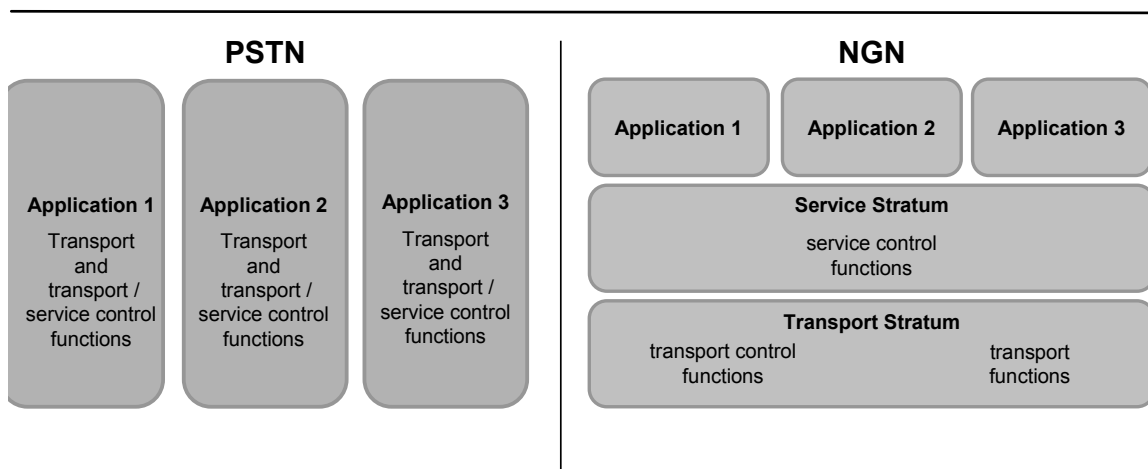 PSTN
Application 1
Transport
and
transport /
service control
functions
Application 2
Transport
and
transport /
service control
functions
Application 3
Transport
and
transport /
service control
functions
NGN
Application 1
Application 2
Application 3
Service Stratum
service control
functions
Transport Stratum
transport control
functions
transport
functions